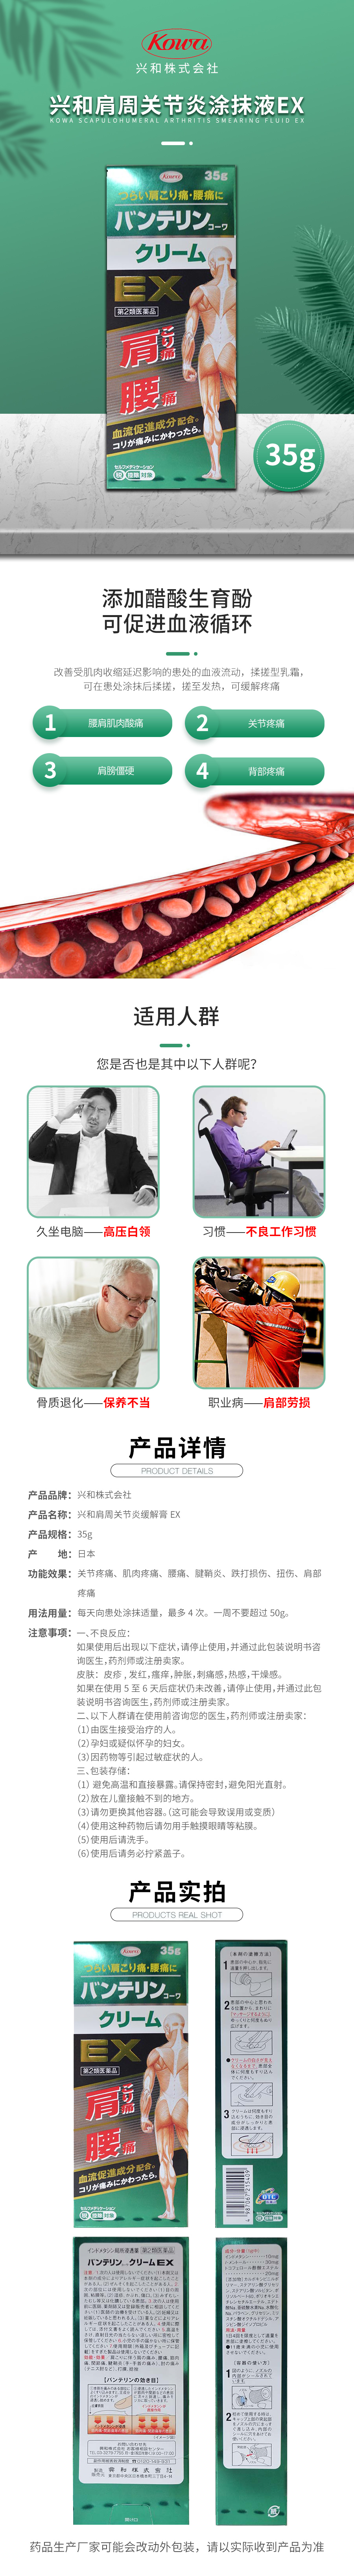 Kowa
兴和株式会社
兴和肩周关节炎涂抹液EX
KOWA SCAPULOHUMERAL ARTHRITIS SMEARING FLUID EX
Kowa
35g
つらい肩こり痛・腰痛に
バンテリンコーワ
クリーム
EX
第2類医薬品
肩こり痛
腰痛
血流促進成分配合。
コリが痛みにかわったら。
セルフメディケーション
税 控除 対象
35g
添加醋酸生育酚
可促进血液循环
改善受肌肉收缩延迟影响的患处的血液流动，揉搓型乳霜，
可在患处涂抹后揉搓，搓至发热，可缓解疼痛
1 腰肩肌肉酸痛
2 关节疼痛
3 肩膀僵硬
4 背部疼痛
适用人群
您是否也是其中以下人群呢？
久坐电脑——高压白领
习惯——不良工作习惯
骨质退化——保养不当
职业病——肩部劳损
产品详情
PRODUCT DETAILS
产品品牌：兴和株式会社
产品名称：兴和肩周关节炎缓解膏 EX
产品规格：35g
产 地：日本
功能效果：关节疼痛、肌肉疼痛、腰痛、腱鞘炎、跌打损伤、扭伤、肩部
疼痛
用法用量：每天向患处涂抹适量，最多 4 次。一周不要超过 50g。
注意事项：一、不良反应：
如果使用后出现以下症状，请停止使用，并通过此包装说明书咨
询医生，药剂师或注册卖家。
皮肤：皮疹，发红，瘙痒，肿胀，刺痛感，热感，干燥感。
如果在使用 5 至 6 天后症状仍未改善，请停止使用，并通过此包
装说明书咨询医生，药剂师或注册卖家。
二、以下人群请在使用前咨询您的医生，药剂师或注册卖家：
（1）由医生接受治疗的人。
（2）孕妇或疑似怀孕的妇女。
（3）因药物等引起过敏症状的人。
三、包装存储：
（1）避免高温和直接暴露。请保持密封，避免阳光直射。
（2）放在儿童接触不到的地方。
（3）请勿更换其他容器。（这可能会导致误用或变质）
（4）使用这种药物后请勿用手触摸眼睛等粘膜。
（5）使用后请洗手。
（6）使用后请务必拧紧盖子。
产品实拍
PRODUCTS REAL SHOT
Kowa
35g
つらい肩こり痛・腰痛に
バンテリンコーワ
クリーム
EX
第2類医薬品
肩こり痛
腰痛
血流促進成分配合。
コリが痛みにかわったら。
セルフメディケーション
税 控除 対象
1
2
3
4987067215409
バンテリンコーワクリームEX
【バンテリンの効き目】
興和株式会社
1
2
药品生产厂家可能会改动外包装，请以实际收到产品为准